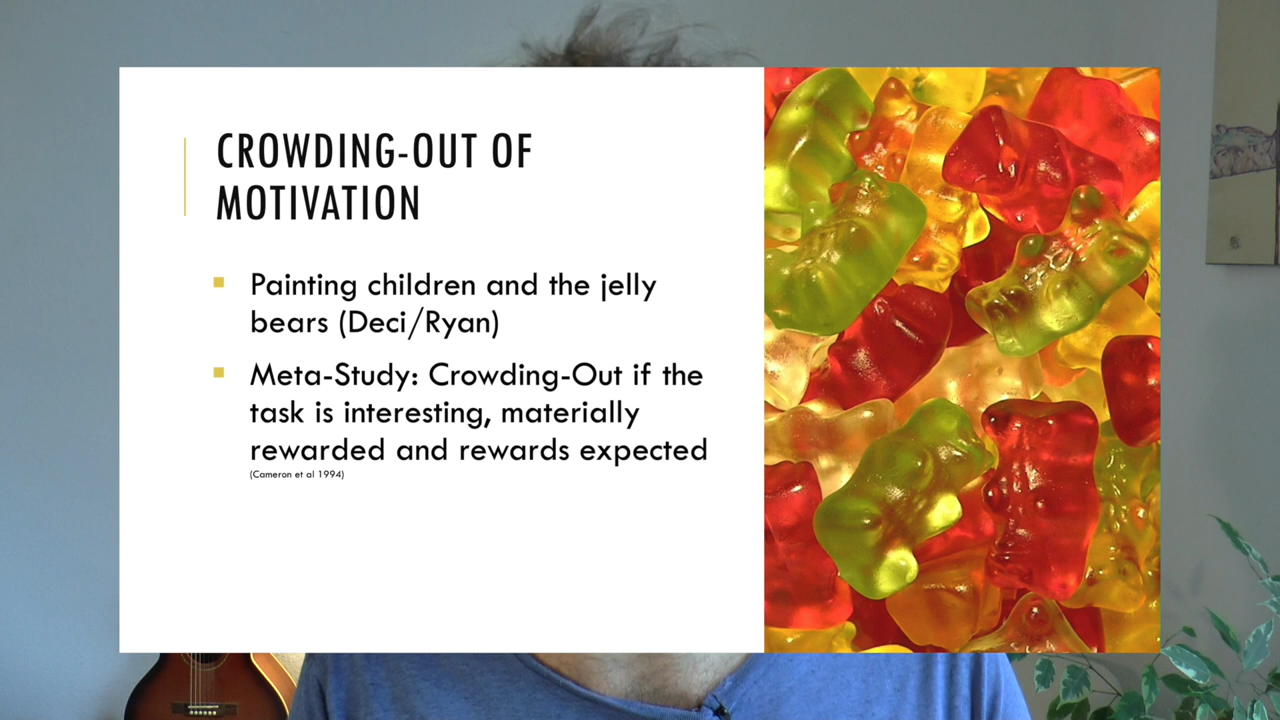 CROWDING-OUT OF
MOTIVATION
Painting children and the jelly
bears (Deci/Ryan)
Meta-Study: Crowding-Out if the
task is interesting, materially
rewarded and rewards expected
(Cameron et al 1994)